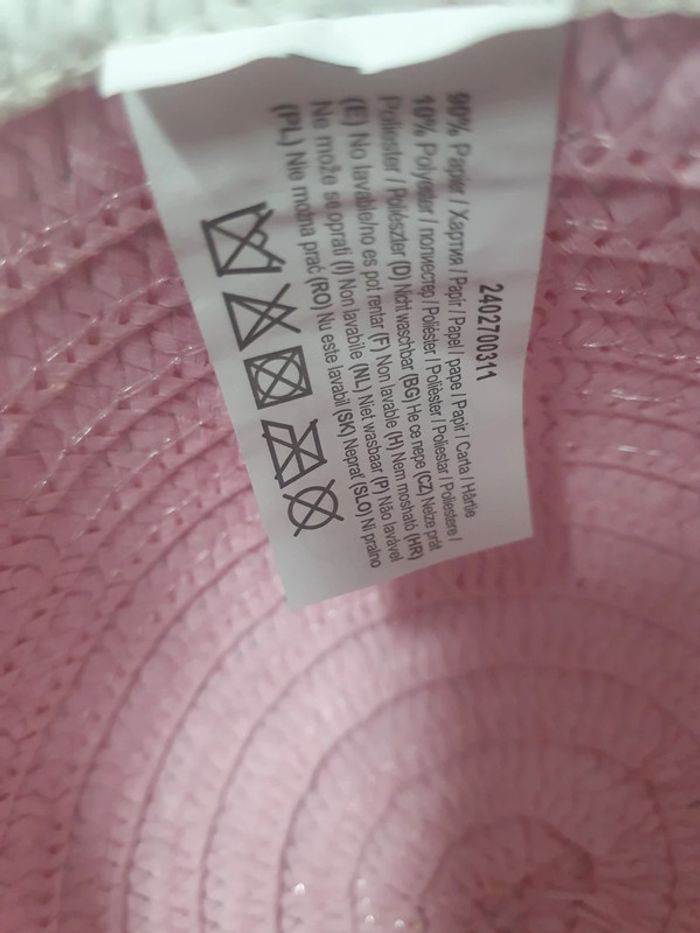 2402700311
90% Papier / Хартия / Papír / Papel / pape / Papir / Carta / Hârtie
10% Polyester / полиестер / Poliéster / Polièster / Poliestar / Poliestere /
Poliester / Poliészter (D) Nicht waschbar (BG) Не се пере (CZ) Nelze prát
(E) No lavable/no es pot rentar (F) Non lavable (H) Nem mosható (HR)
Ne može se oprati (I) Non lavabile (NL) Niet wasbaar (P) Não lavável
(PL) Nie można prać (RO) Nu este lavabil (SK) Neprať (SLO) Ni pralno